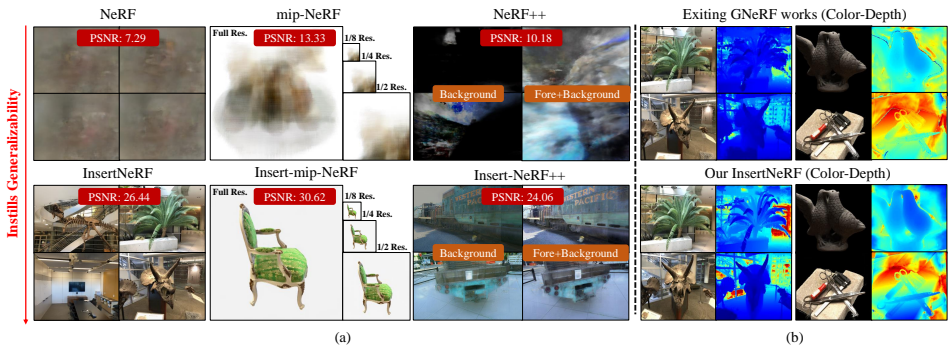 NeRF
mip-NeRF
NeRF++
Exiting GNeRF works (Color-Depth)
PSNR: 7.29
Full Res.
PSNR: 13.33
1/8 Res.
1/4 Res.
1/2 Res.
PSNR: 10.18
Background
Fore+Background
Instills Generalizability
InsertNeRF
Insert-mip-NeRF
Insert-NeRF++
Our InsertNeRF (Color-Depth)
PSNR: 26.44
Full Res.
PSNR: 30.62
1/8 Res.
1/4 Res.
1/2 Res.
PSNR: 24.06
WESTERN
PACIFIC
Background
Fore+Background
(a)
(b)